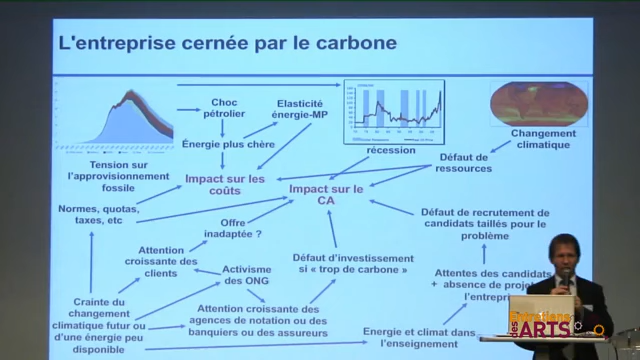 L'entreprise cernée par le carbone
Choc
pétrolier
Elasticité
énergie-MP
Énergie plus chère
Changement
climatique
récession
Tension sur
l'approvisionnement
fossile
Impact sur les
coûts
Impact sur le
CA
Défaut de
ressources
Normes, quotas,
taxes, etc
Offre
inadaptée ?
Défaut de recrutement de
candidats taillés pour le
problème
Attention
croissante des
clients
Activisme
des ONG
Défaut d'investissement
si « trop de carbone »
Attentes des candidats
+ absence de proje
l'entrepri
Crainte du
changement
climatique futur ou
d'une énergie peu
disponible
Attention croissante des
agences de notation ou des
banquiers ou des assureurs
Energie et climat dans
l'enseignement
Entretiens
des ARTS